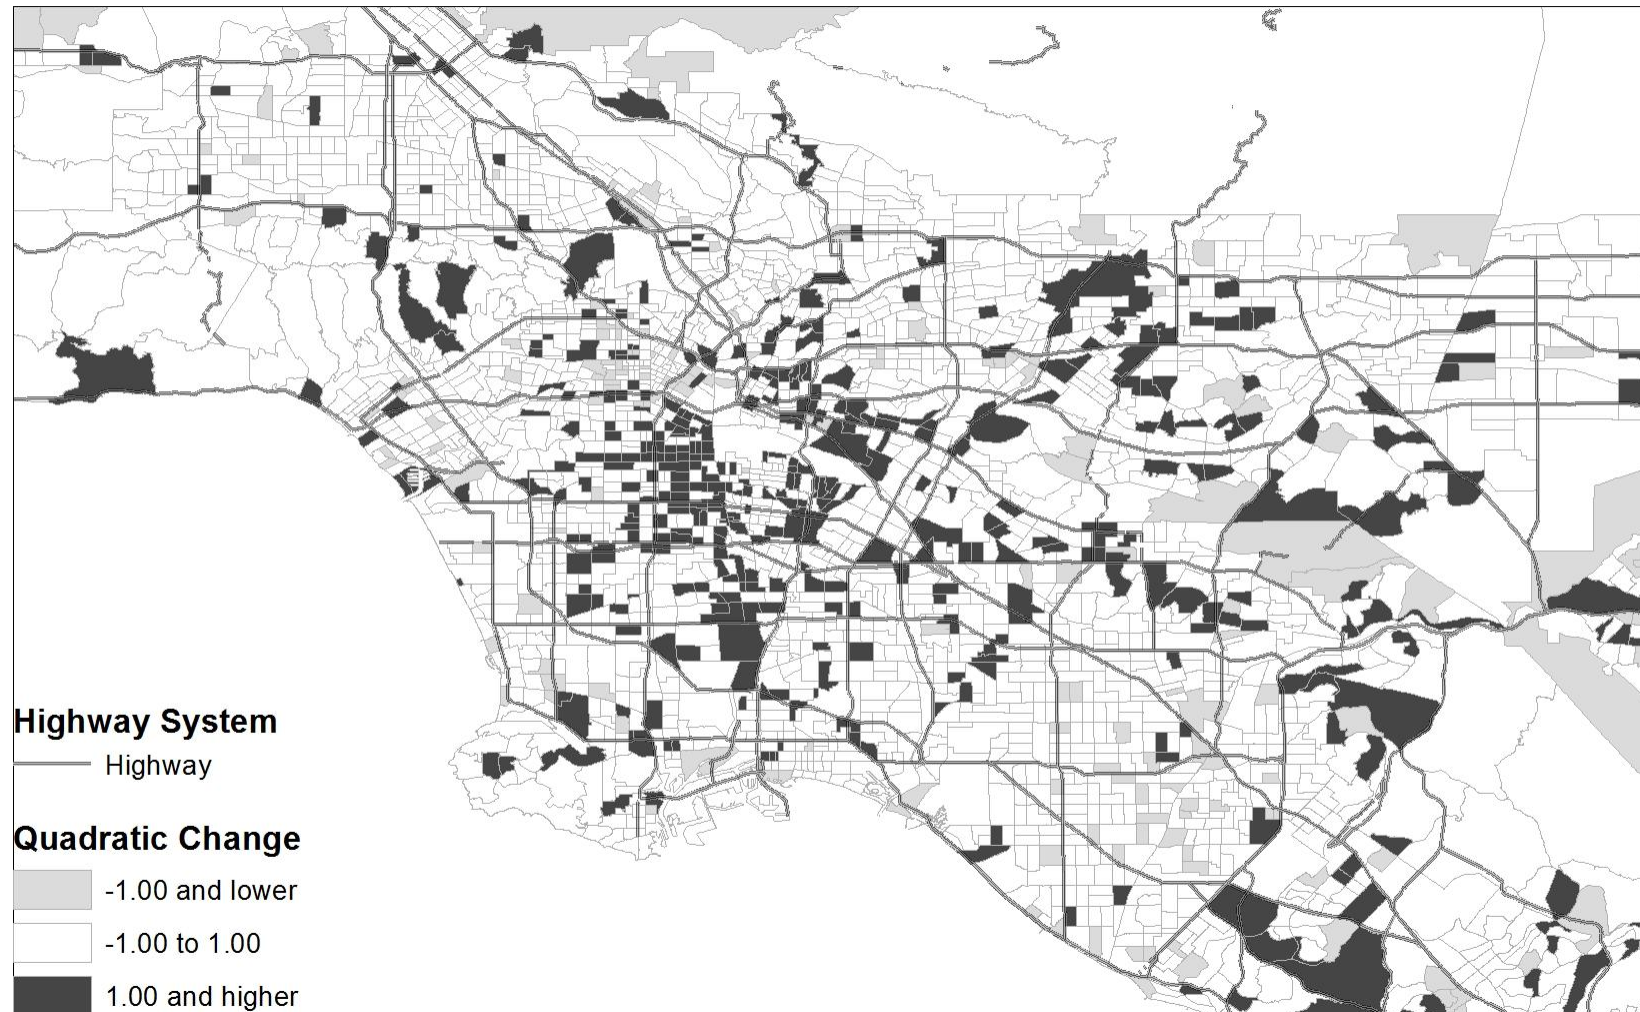 Highway System
Highway
Quadratic Change
-1.00 and lower
-1.00 to 1.00
1.00 and higher